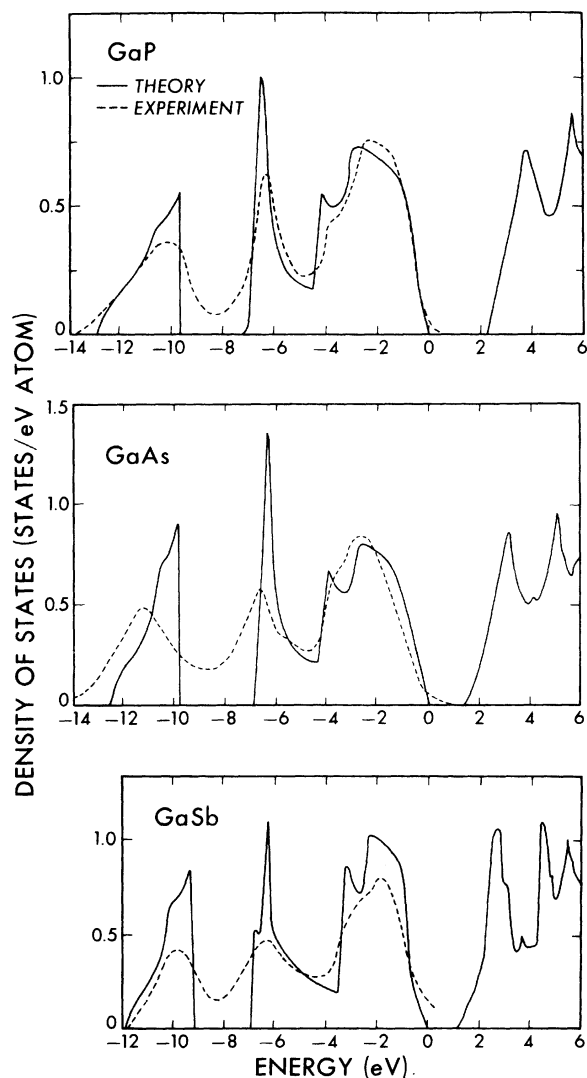 GaP
THEORY
EXPERIMENT
1.0
0.5
0
−14 −12 −10 −8 −6 −4 −2 0 2 4 6
DENSITY OF STATES (STATES/eV ATOM)
1.5
GaAs
1.0
0.5
0
−14 −12 −10 −8 −6 −4 −2 0 2 4 6
GaSb
1.0
0.5
0
−12 −10 −8 −6 −4 −2 0 2 4 6
ENERGY (eV)